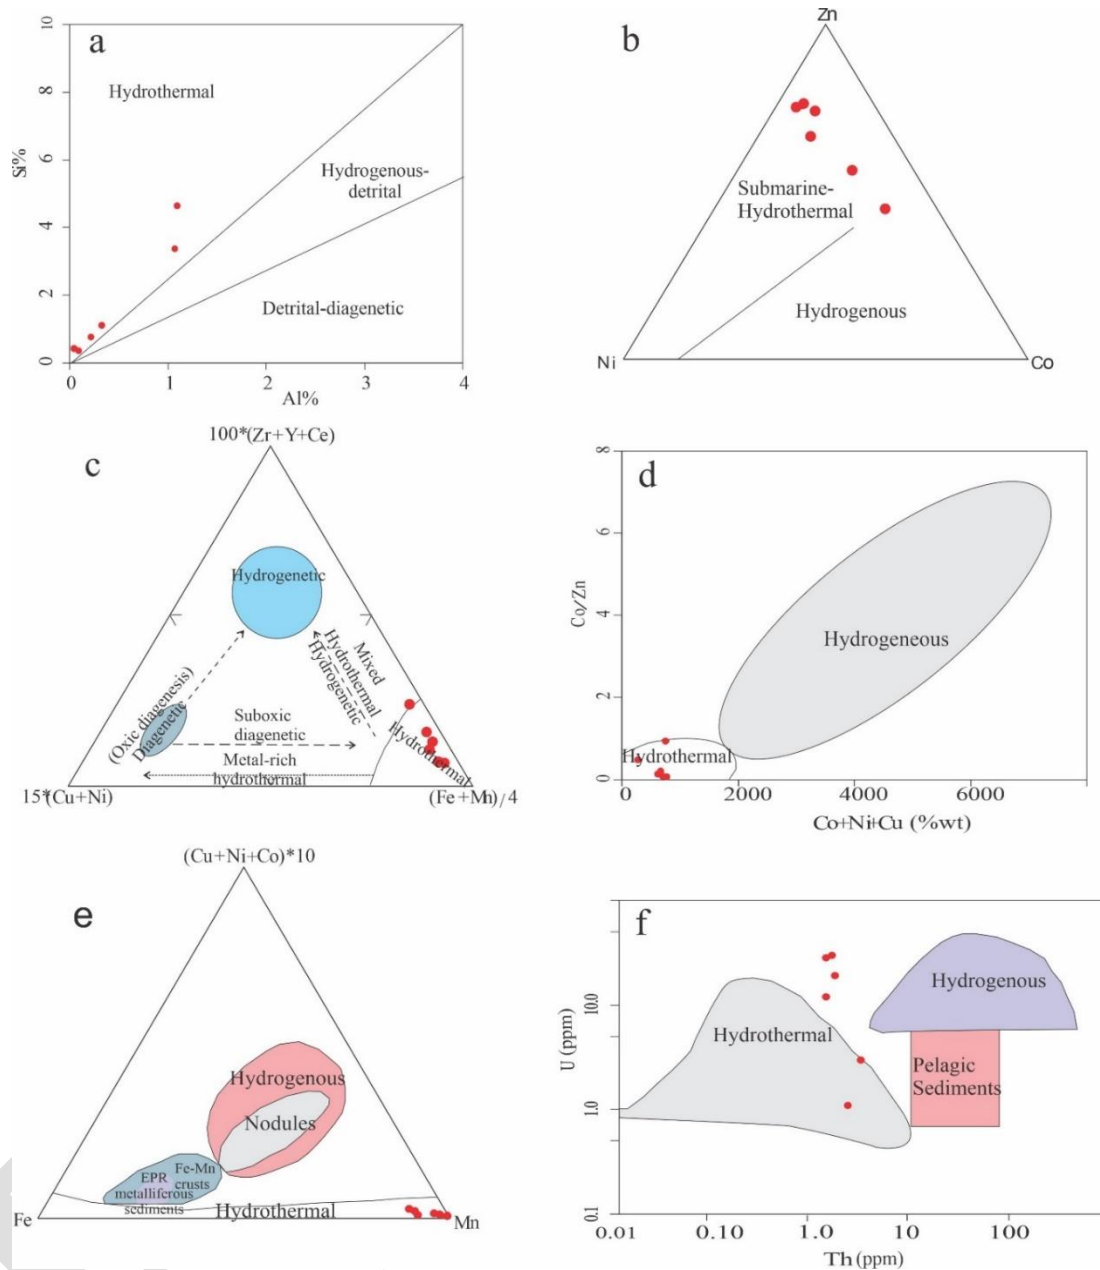 a
10
8
6
4
2
0
Si%
Hydrothermal
Hydrogenous-
detrital
Detrital-diagenetic
0
1
2
3
4
Al%
b
Zn
Submarine-
Hydrothermal
Hydrogenous
Ni
Co
c
100*(Zr+Y+Ce)
Hydrogenetic
Mixed
Hydrothermal
Hydrogenetic
(Oxic diagenesis)
Diagenetic
Suboxic
diagenetic
Metal-rich
hydrothermal
Hydrothermal
15*(Cu+Ni)
(Fe+Mn)/4
d
8
6
4
2
0
Co/Zn
Hydrogeneous
Hydrothermal
0
2000
4000
6000
Co+Ni+Cu (%wt)
e
(Cu+Ni+Co)*10
Hydrogenous
Nodules
Fe-Mn
crusts
EPR
metalliferous
sediments
Hydrothermal
Fe
Mn
f
10.0
1.0
0.1
U (ppm)
Hydrothermal
Hydrogenous
Pelagic
Sediments
0.01
0.10
1.0
10
100
Th (ppm)